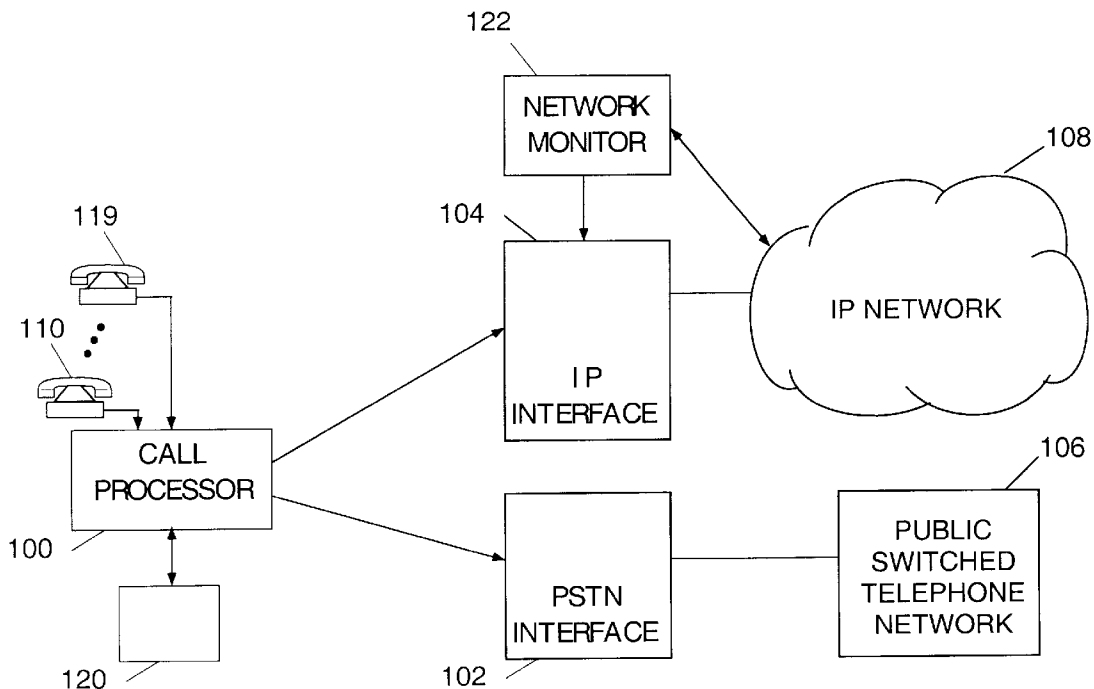 122
NETWORK
MONITOR
108
104
119
IP NETWORK
110
IP
INTERFACE
CALL
PROCESSOR
106
100
PUBLIC
SWITCHED
TELEPHONE
NETWORK
PSTN
INTERFACE
120
102